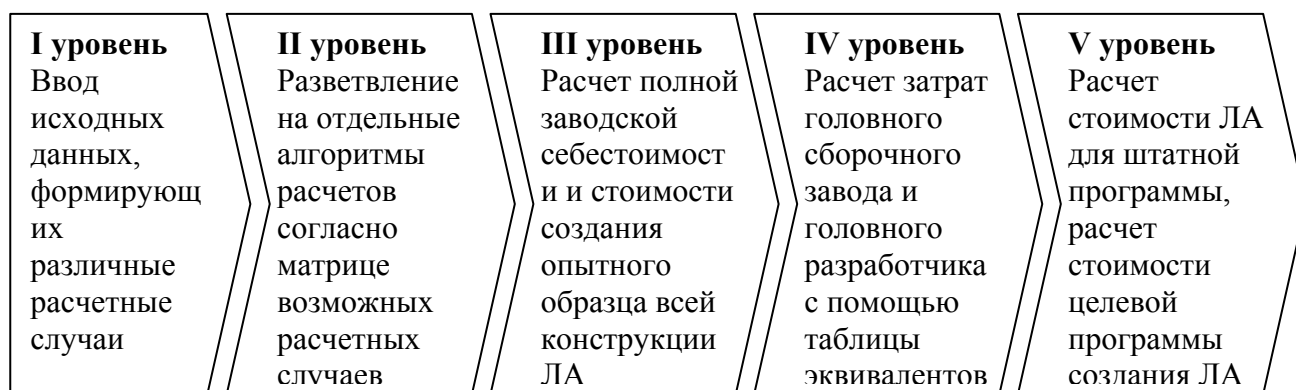 I уровень
Ввод
исходных
данных,
формирующ
их
различные
расчетные
случаи
II уровень
Разветвление
на отдельные
алгоритмы
расчетов
согласно
матрице
возможных
расчетных
случаев
III уровень
Расчет полной
заводской
себестоимост
и и стоимости
создания
опытного
образца всей
конструкции
ЛА
IV уровень
Расчет затрат
головного
сборочного
завода и
головного
разработчика
с помощью
таблицы
эквивалентов
V уровень
Расчет
стоимости ЛА
для штатной
программы,
расчет
стоимости
целевой
программы
создания ЛА